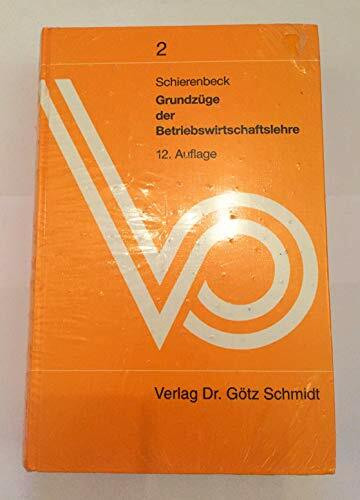 2
Schierenbeck
Grundzüge
der
Betriebswirtschaftslehre
12. Auflage
Verlag Dr. Götz Schmidt